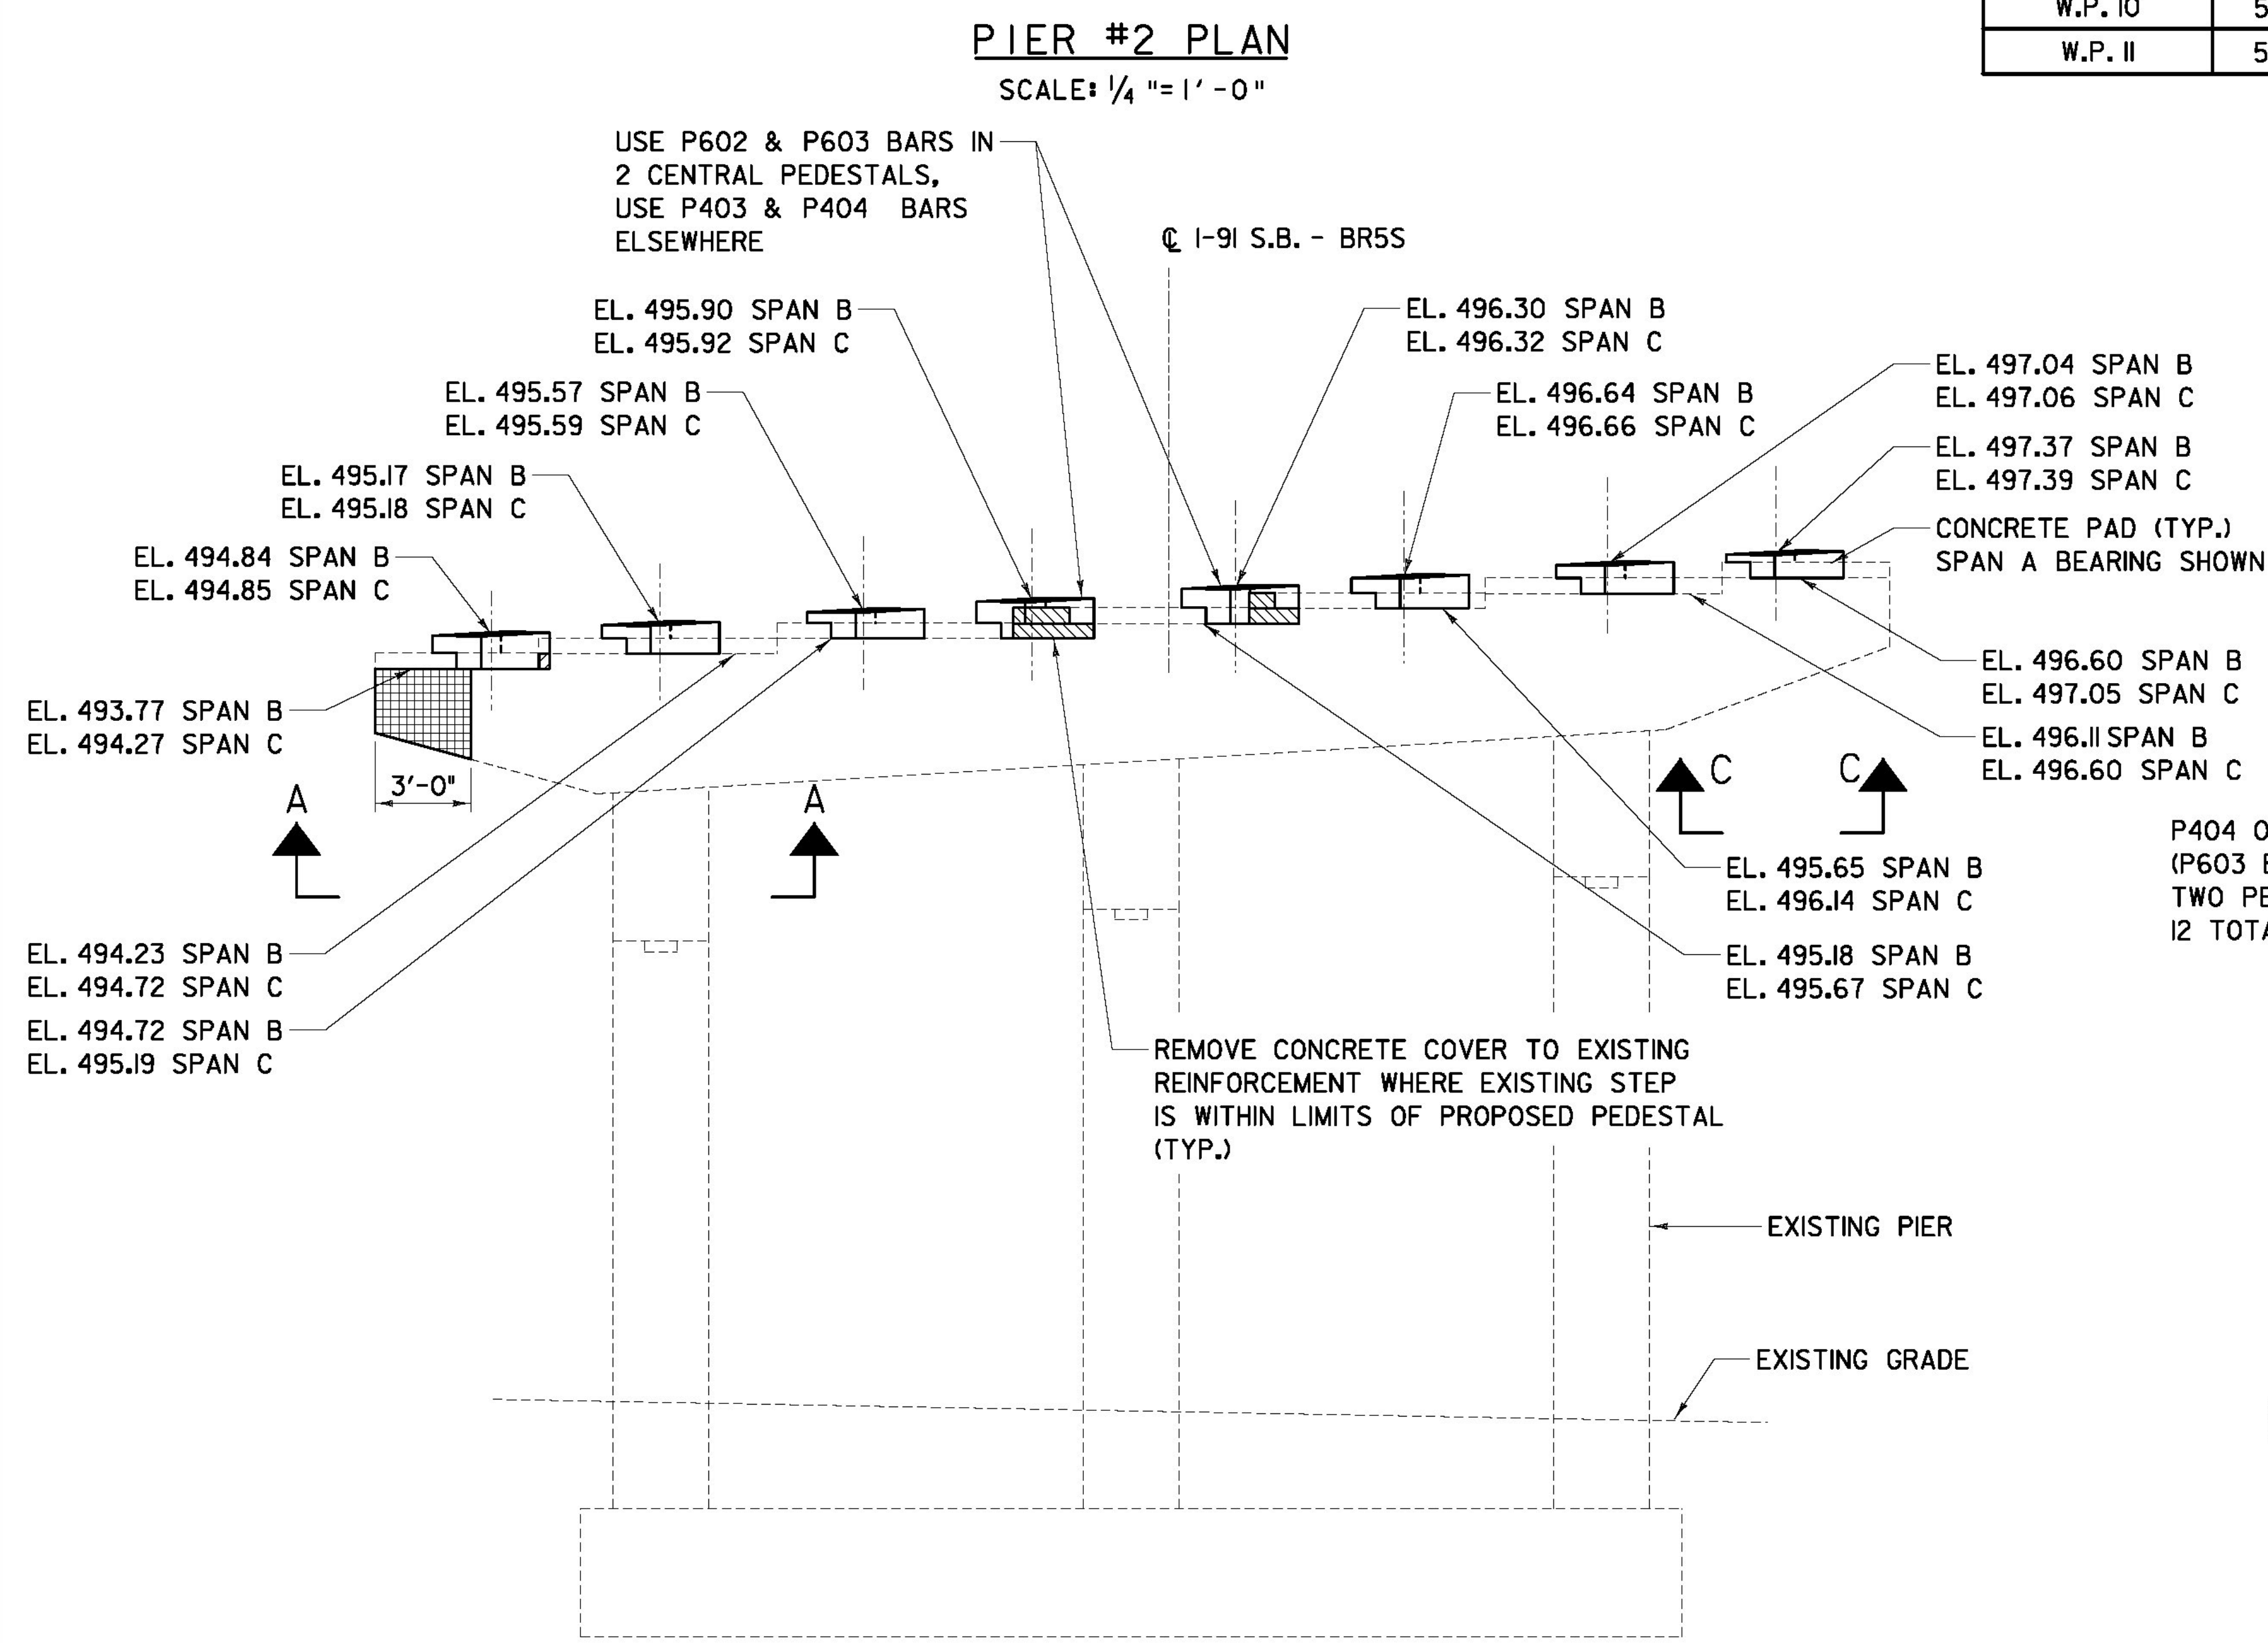 PIER #2 PLAN
SCALE: 1/4 "= 1' -0"
W.P. 10 5
W.P. 11 5
USE P602 & P603 BARS IN
2 CENTRAL PEDESTALS,
USE P403 & P404 BARS
ELSEWHERE
℄ I-91 S.B. - BR5S
EL. 495.90 SPAN B
EL. 495.92 SPAN C
EL. 496.30 SPAN B
EL. 496.32 SPAN C
EL. 495.57 SPAN B
EL. 495.59 SPAN C
EL. 496.64 SPAN B
EL. 496.66 SPAN C
EL. 497.04 SPAN B
EL. 497.06 SPAN C
EL. 495.17 SPAN B
EL. 495.18 SPAN C
EL. 497.37 SPAN B
EL. 497.39 SPAN C
EL. 494.84 SPAN B
EL. 494.85 SPAN C
CONCRETE PAD (TYP.)
SPAN A BEARING SHOWN
EL. 493.77 SPAN B
EL. 494.27 SPAN C
EL. 496.60 SPAN B
EL. 497.05 SPAN C
EL. 496.11 SPAN B
EL. 496.60 SPAN C
3'-0"
A
A
C
C
P404 O
(P603 B
TWO PE
12 TOTA
EL. 495.65 SPAN B
EL. 496.14 SPAN C
EL. 494.23 SPAN B
EL. 494.72 SPAN C
EL. 495.18 SPAN B
EL. 495.67 SPAN C
EL. 494.72 SPAN B
EL. 495.19 SPAN C
REMOVE CONCRETE COVER TO EXISTING
REINFORCEMENT WHERE EXISTING STEP
IS WITHIN LIMITS OF PROPOSED PEDESTAL
(TYP.)
EXISTING PIER
EXISTING GRADE